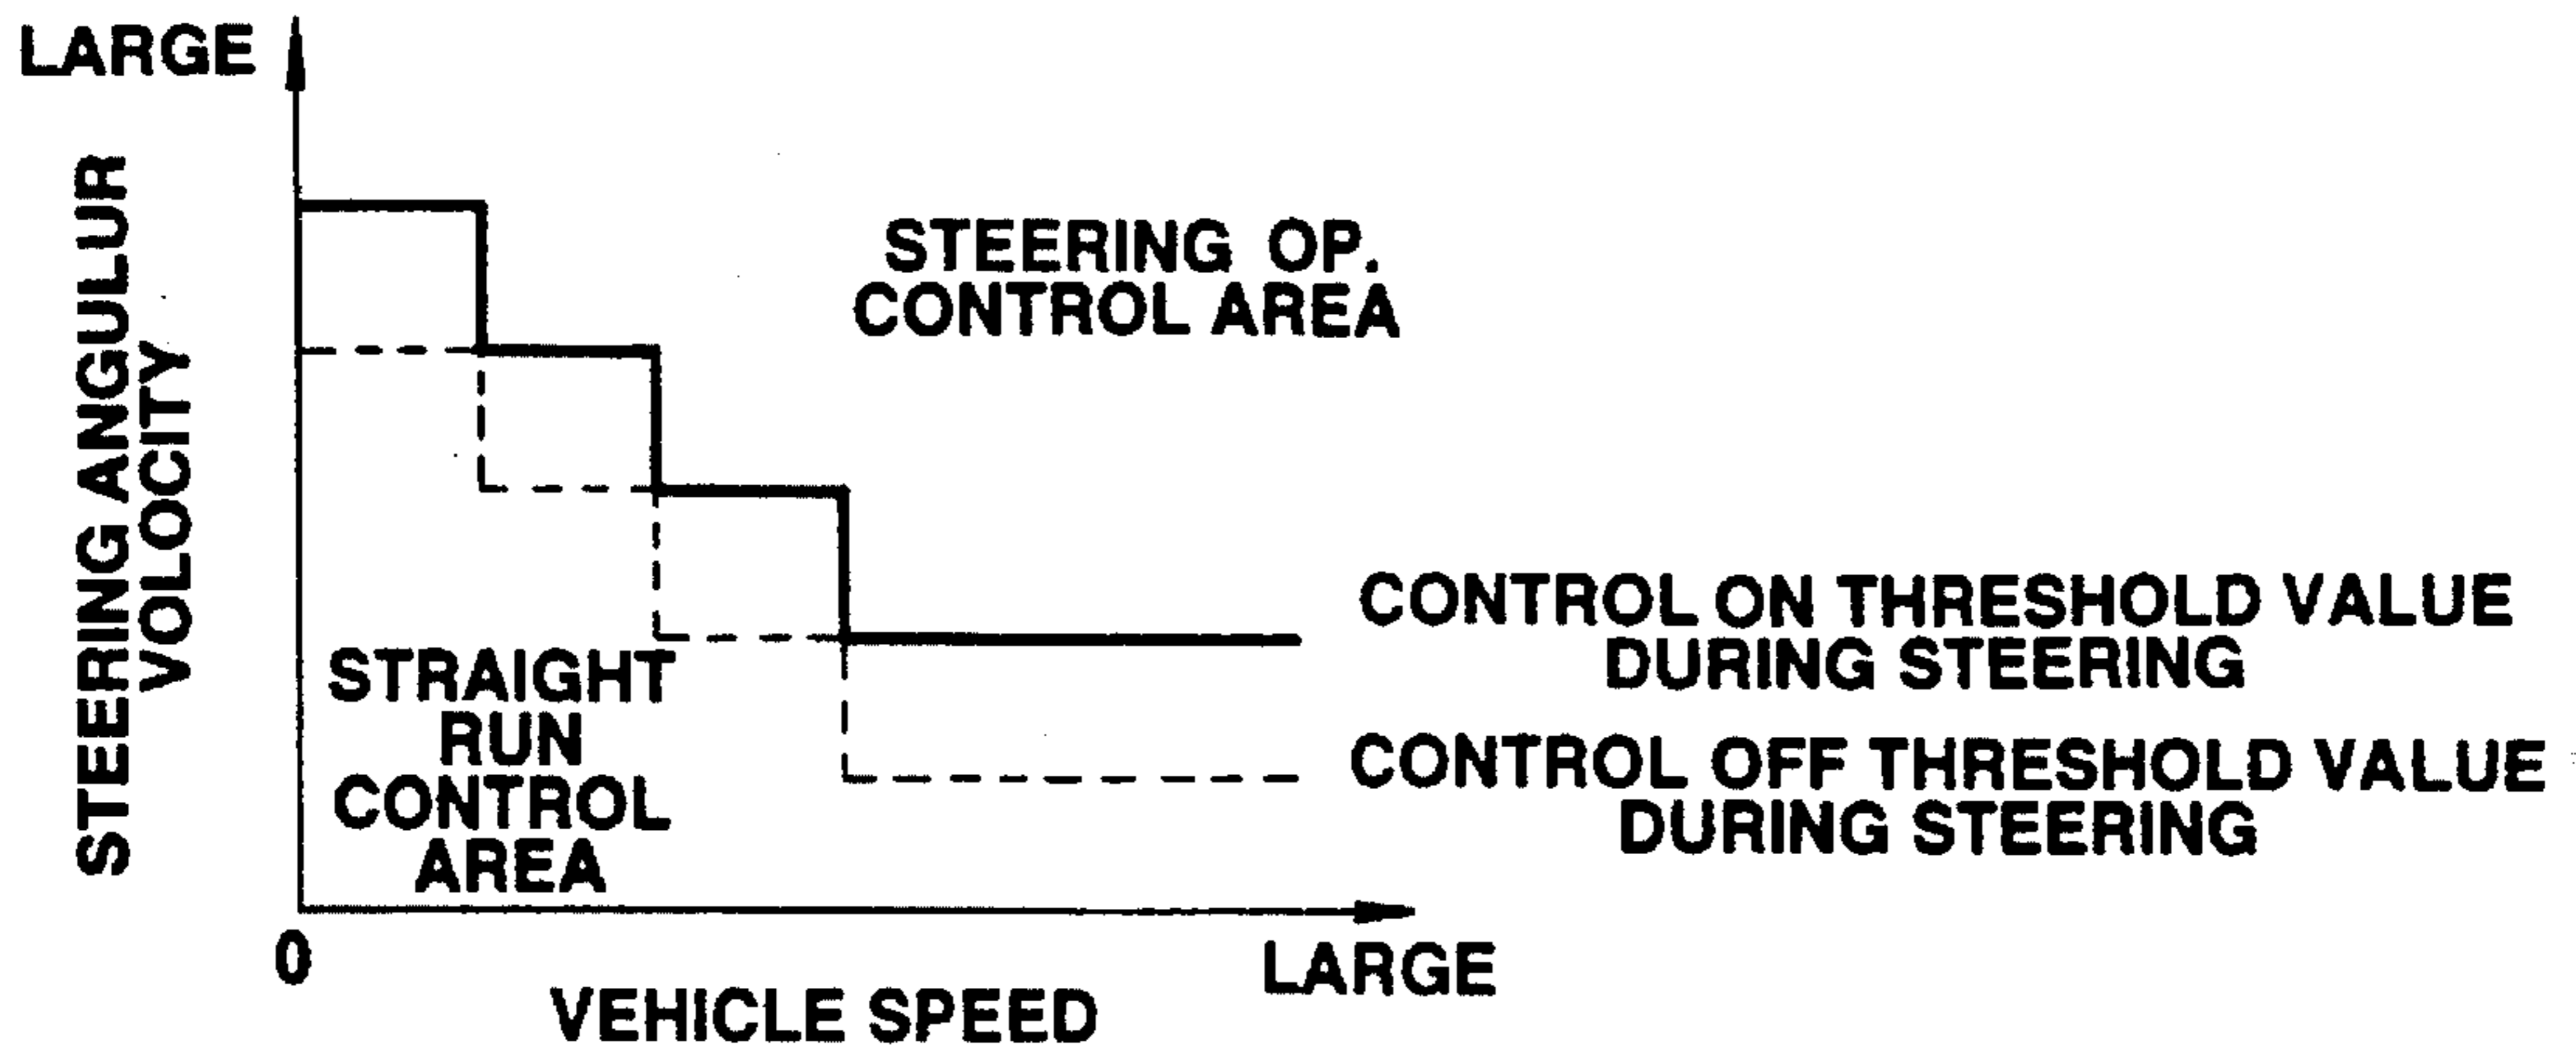 LARGE
STEERING ANGULUR
VOLOCITY
STEERING OP.
CONTROL AREA
CONTROL ON THRESHOLD VALUE
DURING STEERING
STRAIGHT
RUN
CONTROL
AREA
CONTROL OFF THRESHOLD VALUE
DURING STEERING
0
LARGE
VEHICLE SPEED